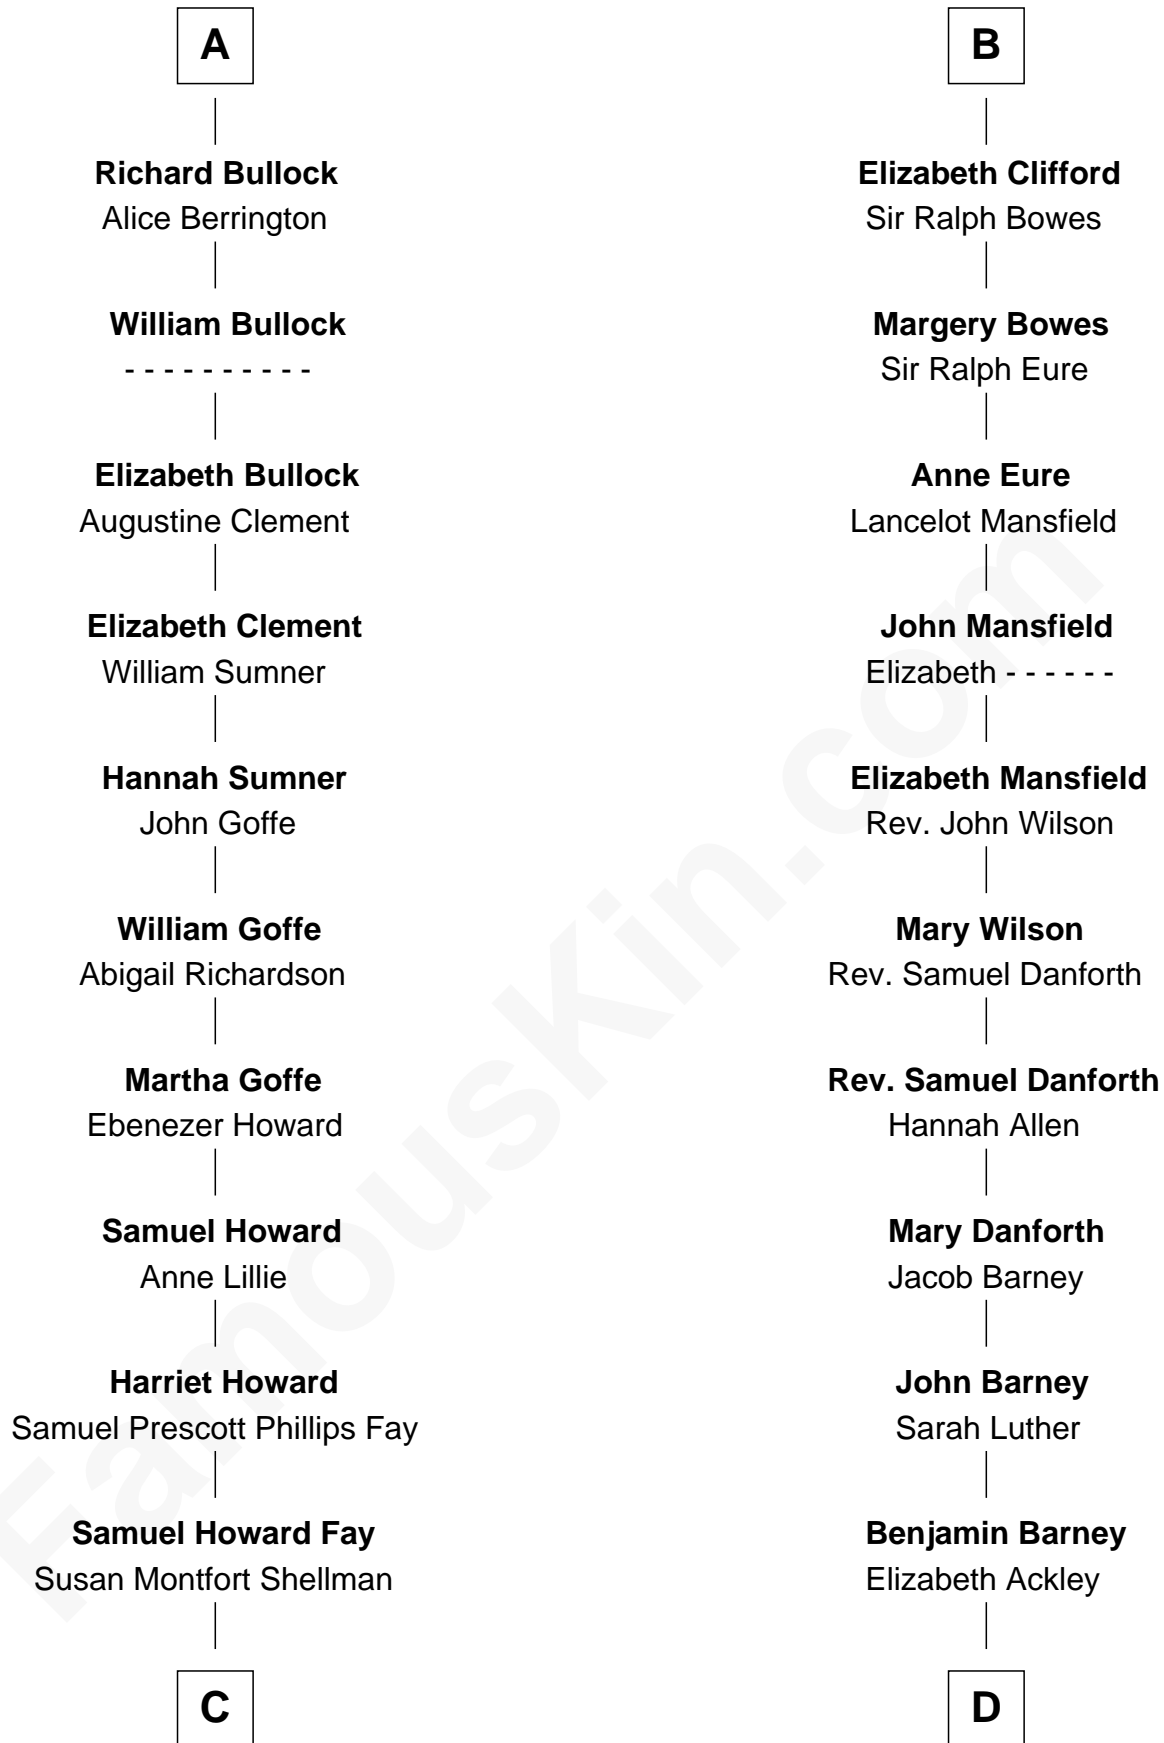 A
Richard Bullock
Alice Berrington
William Bullock
- - - - - - - - - -
Elizabeth Bullock
Augustine Clement
Elizabeth Clement
William Sumner
Hannah Sumner
John Goffe
William Goffe
Abigail Richardson
Martha Goffe
Ebenezer Howard
Samuel Howard
Anne Lillie
Harriet Howard
Samuel Prescott Phillips Fay
Samuel Howard Fay
Susan Montfort Shellman
C
B
Elizabeth Clifford
Sir Ralph Bowes
Margery Bowes
Sir Ralph Eure
Anne Eure
Lancelot Mansfield
John Mansfield
Elizabeth - - - - - -
Elizabeth Mansfield
Rev. John Wilson
Mary Wilson
Rev. Samuel Danforth
Rev. Samuel Danforth
Hannah Allen
Mary Danforth
Jacob Barney
John Barney
Sarah Luther
Benjamin Barney
Elizabeth Ackley
D
FamousKin.com